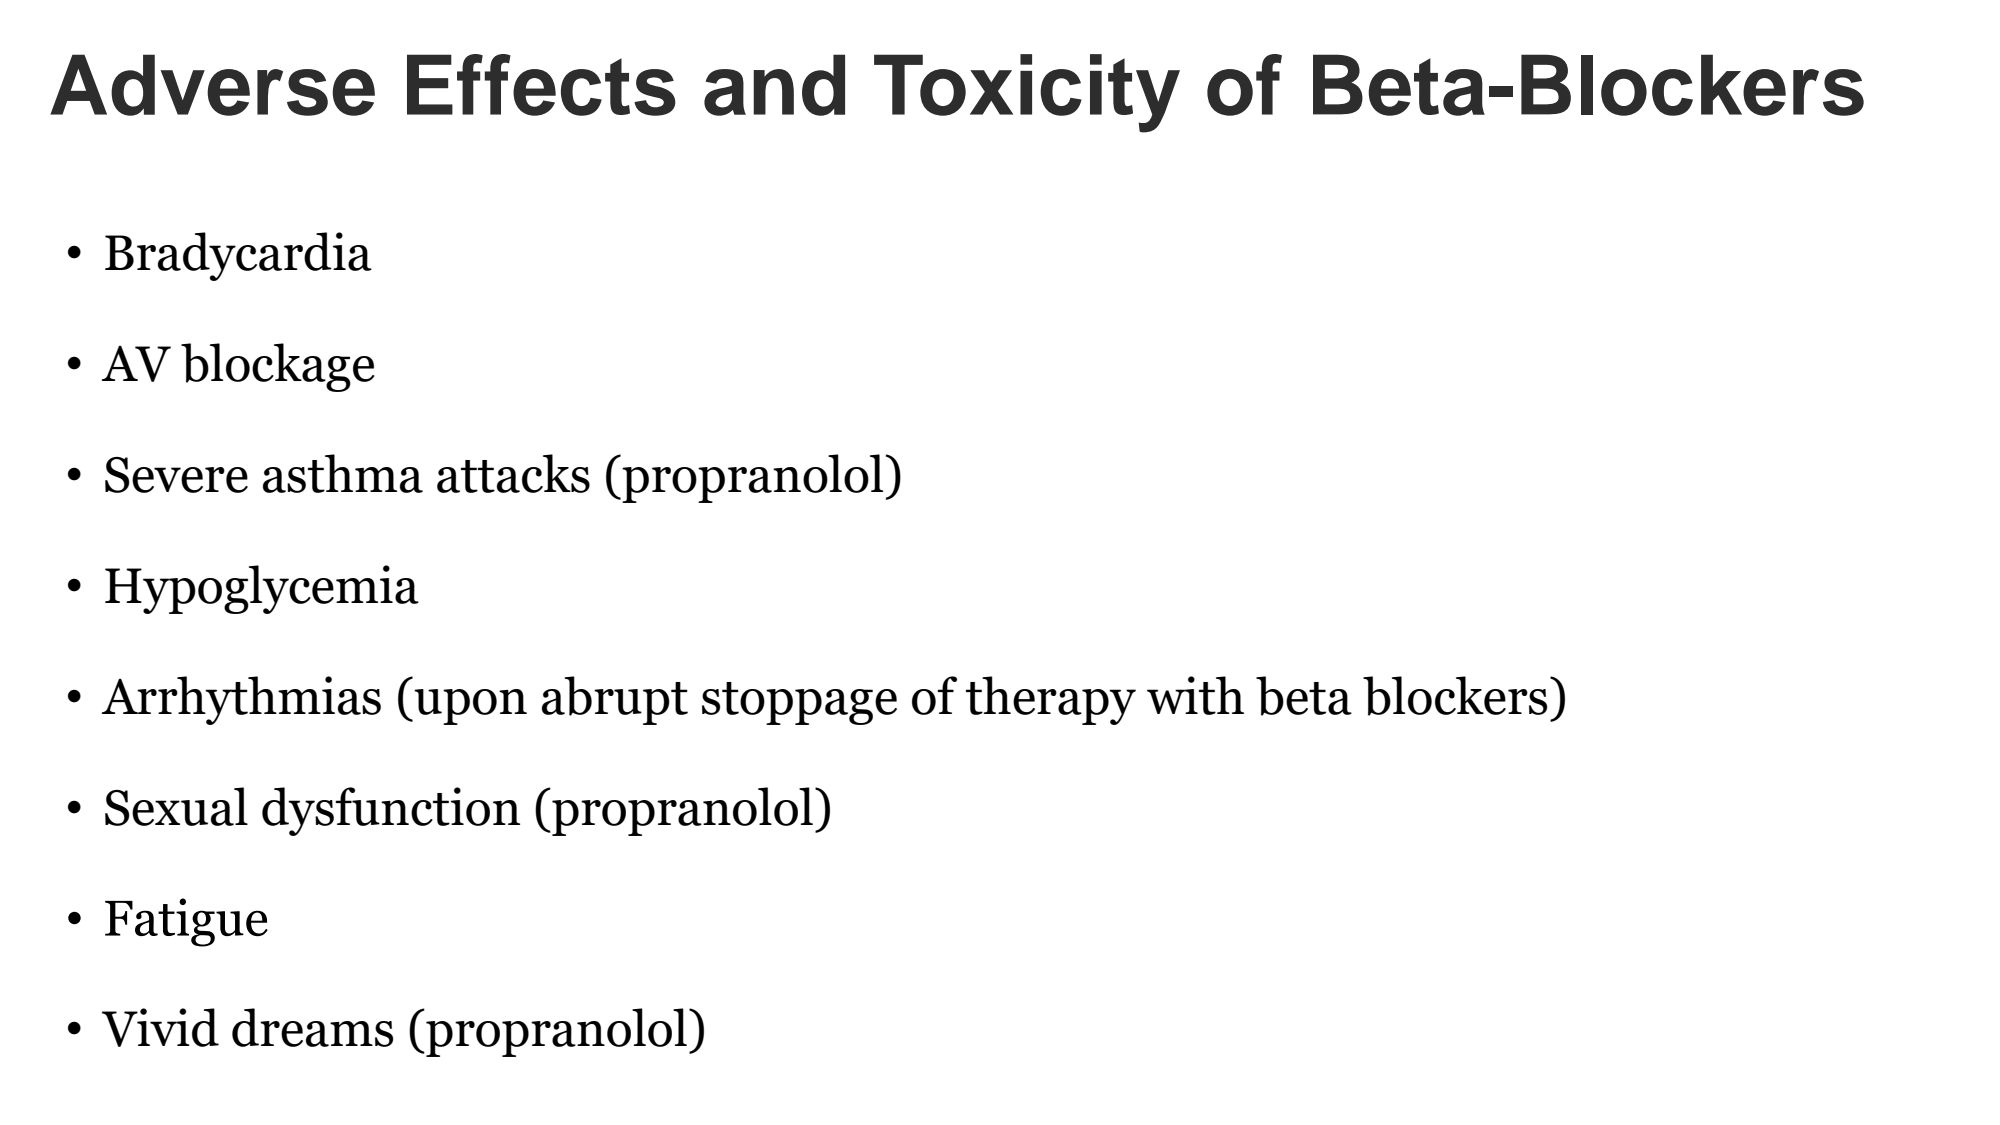 Adverse Effects and Toxicity of Beta-Blockers
• Bradycardia
• AV blockage
• Severe asthma attacks (propranolol)
• Hypoglycemia
• Arrhythmias (upon abrupt stoppage of therapy with beta blockers)
• Sexual dysfunction (propranolol)
• Fatigue
• Vivid dreams (propranolol)